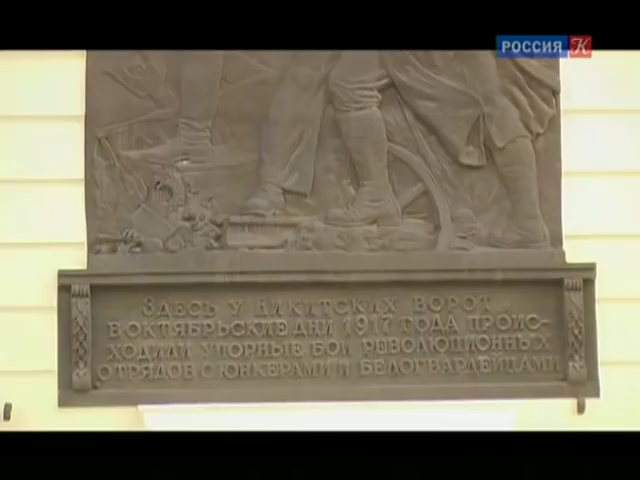 РОССИЯ К
Здесь у Никитских ворот
в октябрьские дни 1917 года проис-
ходили упорные бои революционных
отрядов с юнкерами и белогвардейцами